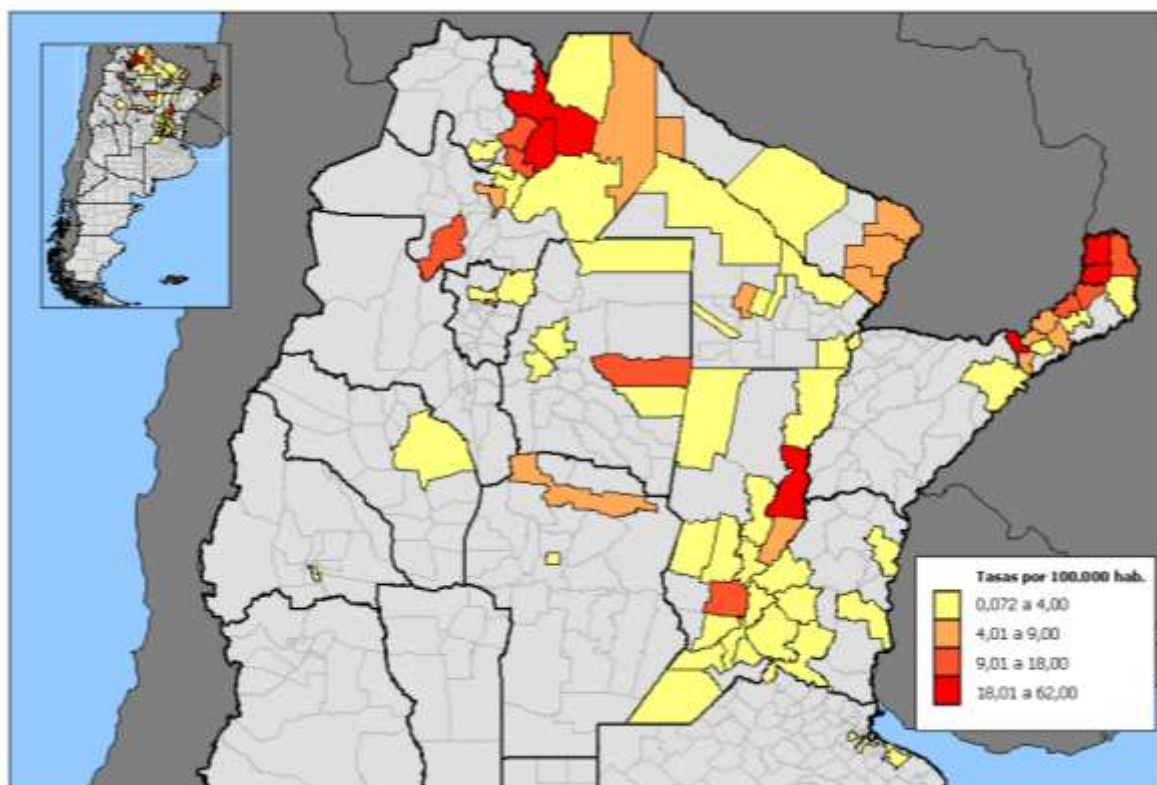 Tasas por 100.000 hab.
0,072 a 4,00
4,01 a 9,00
9,01 a 18,00
18,01 a 62,00